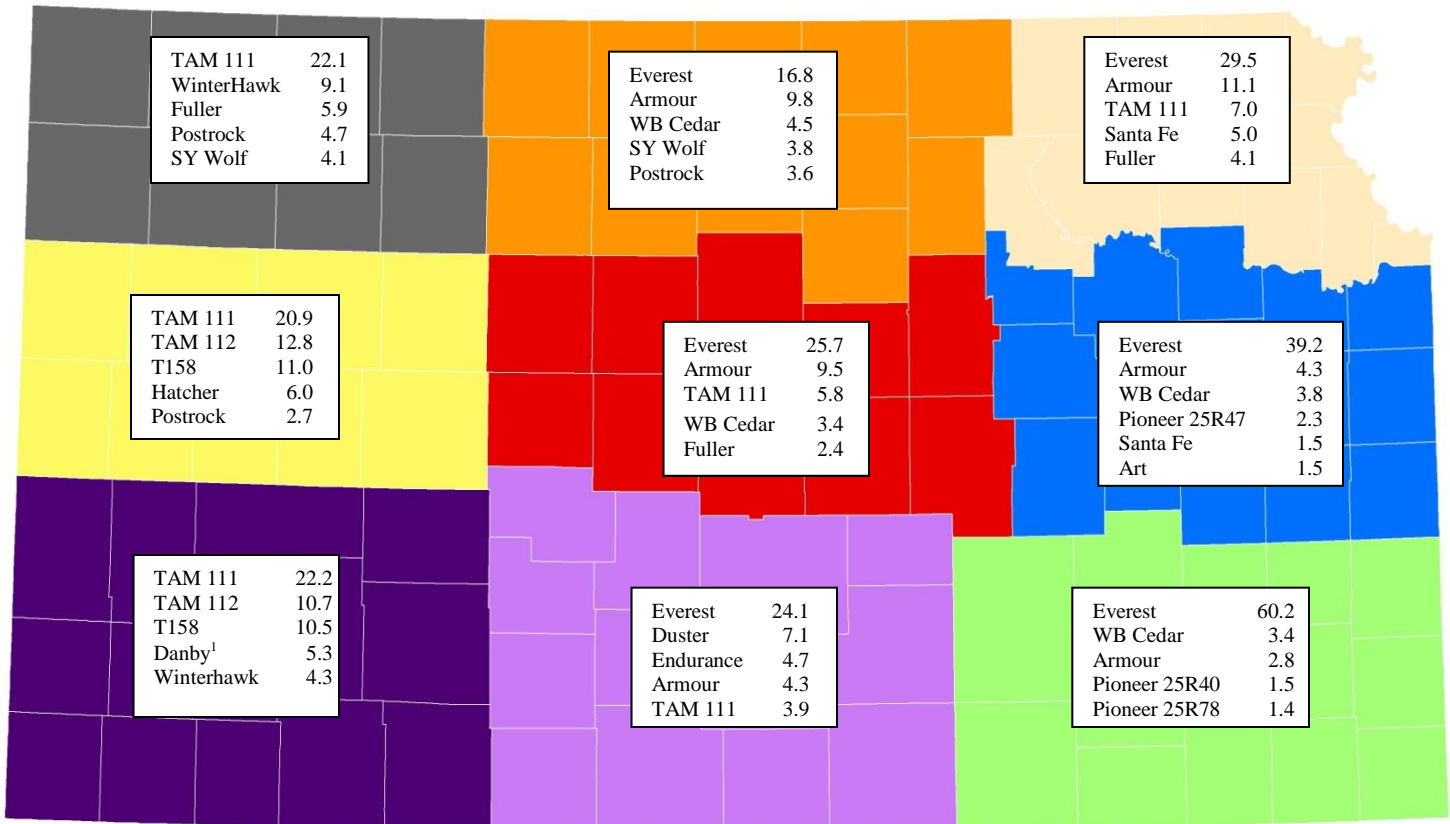 TAM 111 22.1
WinterHawk 9.1
Fuller 5.9
Postrock 4.7
SY Wolf 4.1
Everest 16.8
Armour 9.8
WB Cedar 4.5
SY Wolf 3.8
Postrock 3.6
Everest 29.5
Armour 11.1
TAM 111 7.0
Santa Fe 5.0
Fuller 4.1
TAM 111 20.9
TAM 112 12.8
T158 11.0
Hatcher 6.0
Postrock 2.7
Everest 25.7
Armour 9.5
TAM 111 5.8
WB Cedar 3.4
Fuller 2.4
Everest 39.2
Armour 4.3
WB Cedar 3.8
Pioneer 25R47 2.3
Santa Fe 1.5
Art 1.5
TAM 111 22.2
TAM 112 10.7
T158 10.5
Danby¹ 5.3
Winterhawk 4.3
Everest 24.1
Duster 7.1
Endurance 4.7
Armour 4.3
TAM 111 3.9
Everest 60.2
WB Cedar 3.4
Armour 2.8
Pioneer 25R40 1.5
Pioneer 25R78 1.4